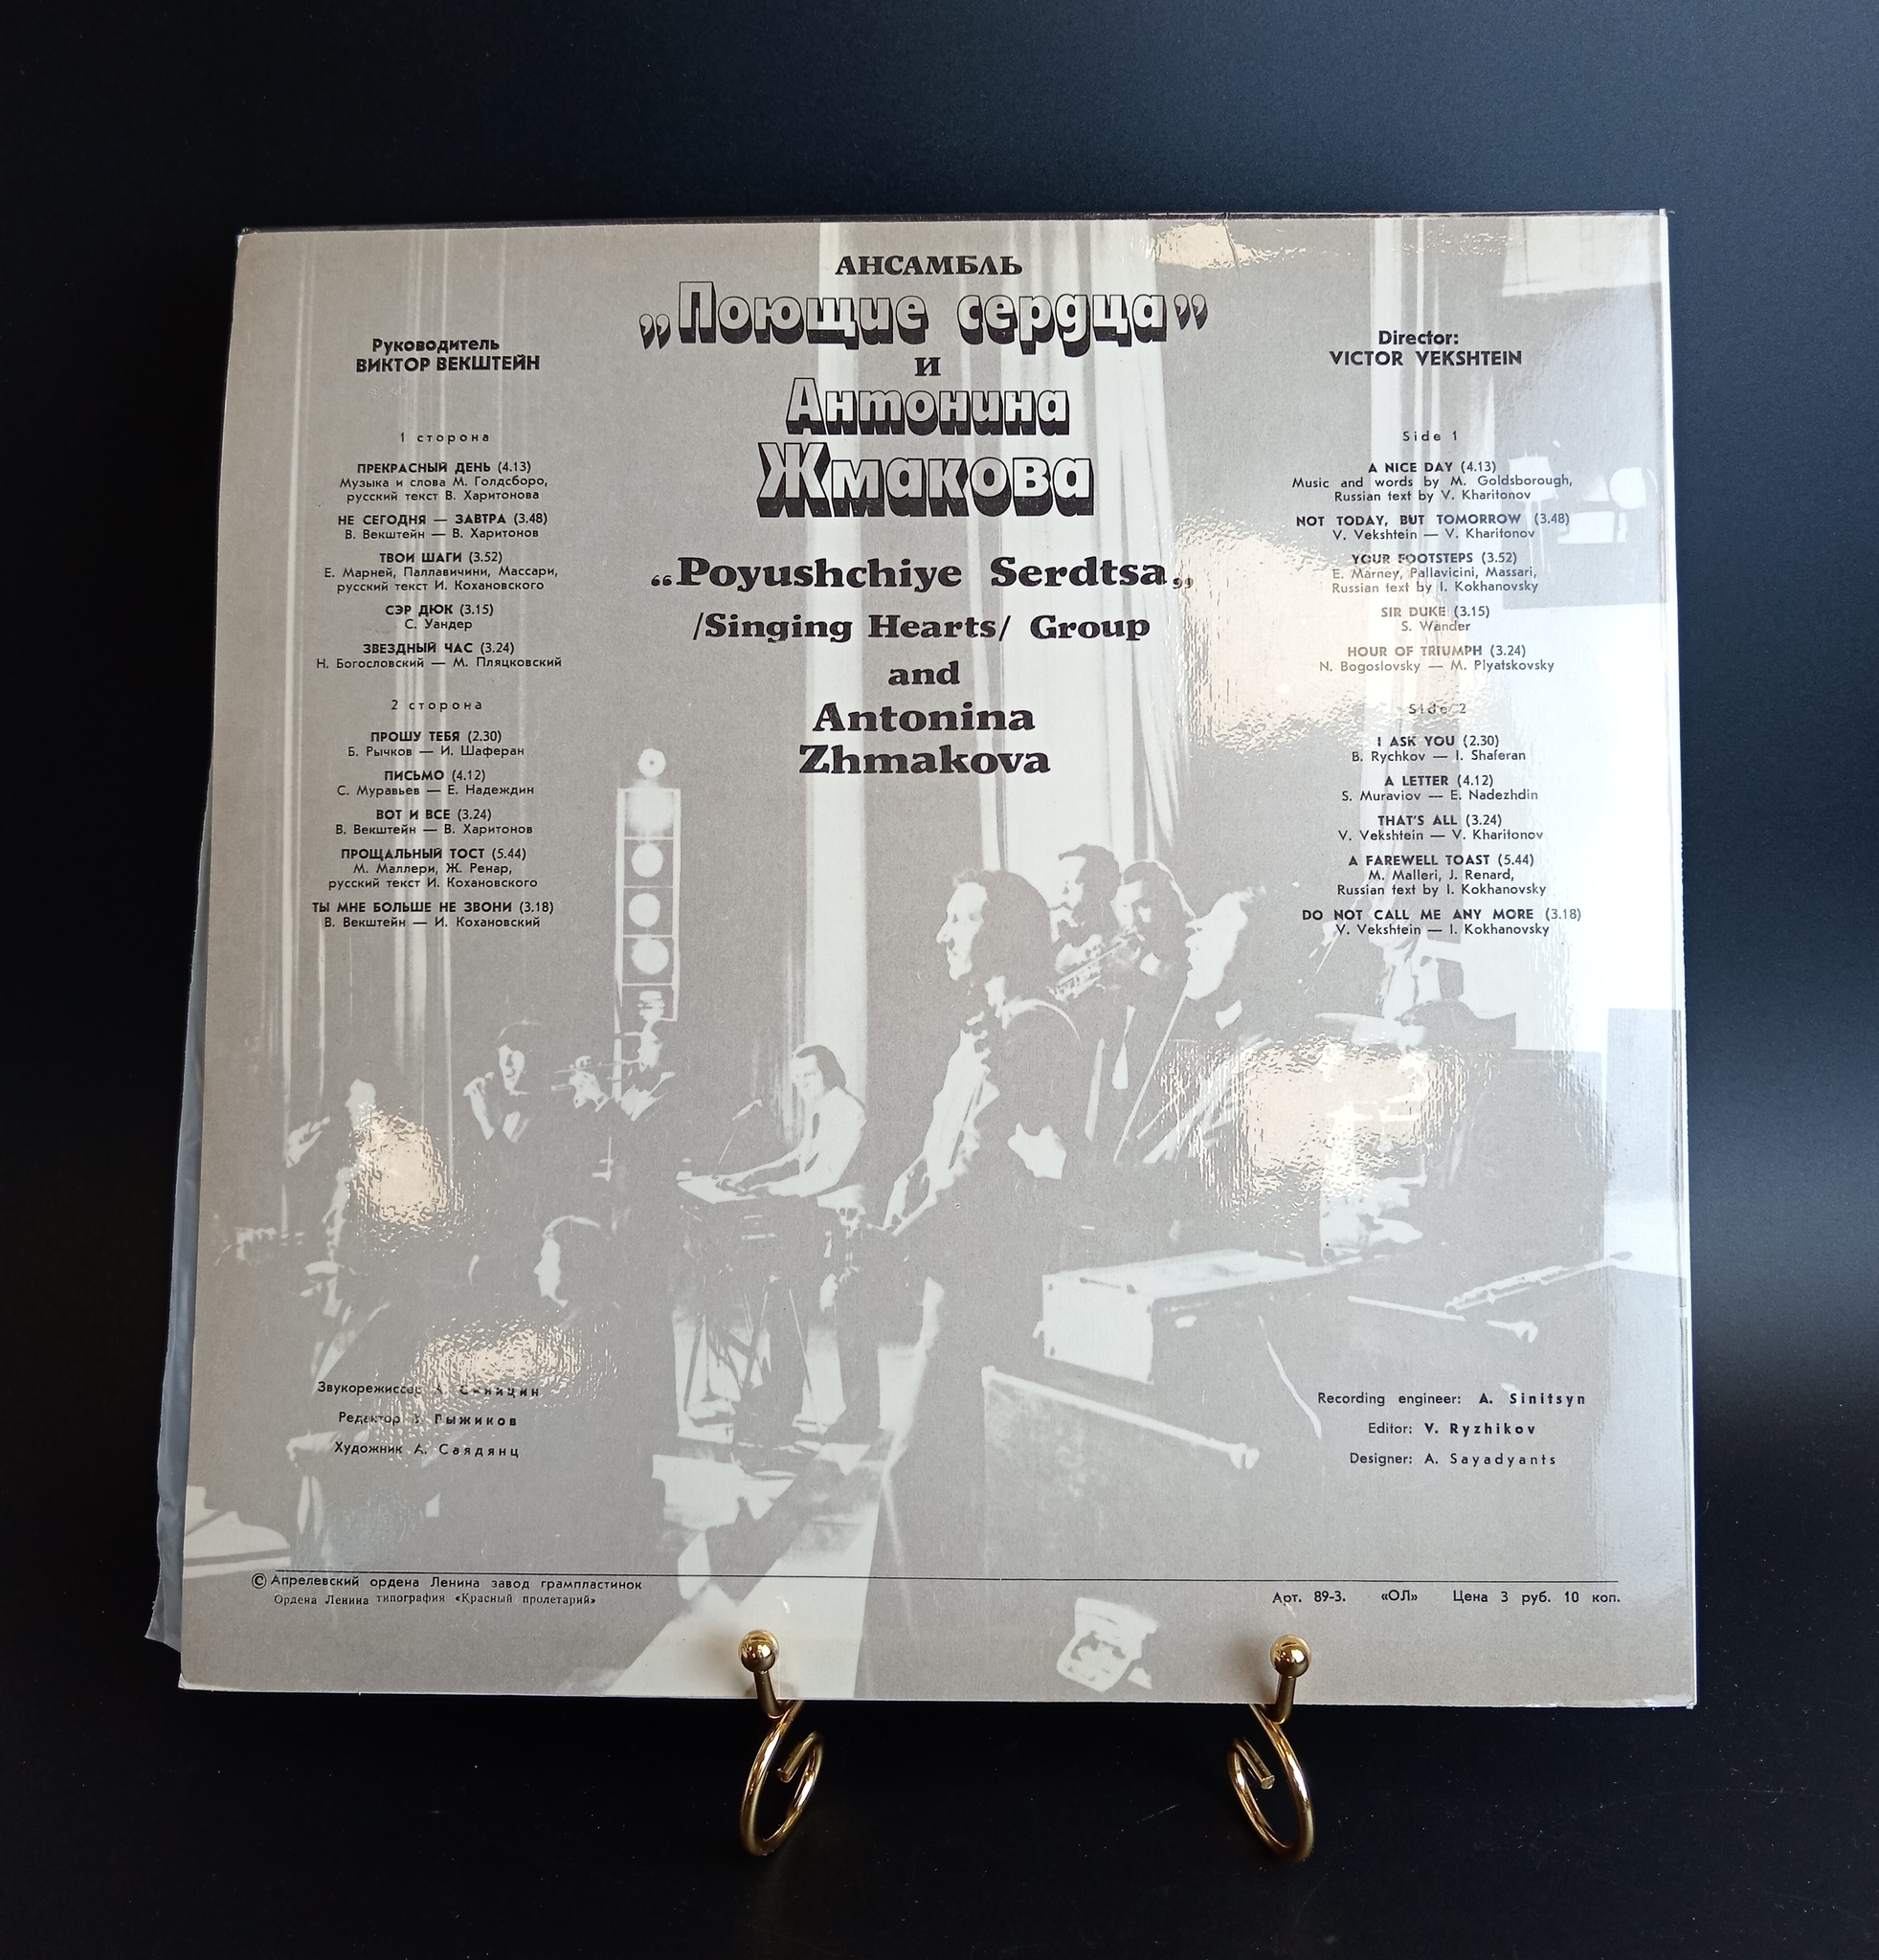 АНСАМБЛЬ
„Поющие сердца”
и
Антонина
Жмакова
“Poyushchiye Serdtsa„
/Singing Hearts/ Group
and
Antonina
Zhmakova
Руководитель
ВИКТОР ВЕКШТЕЙН
1 сторона
ПРЕКРАСНЫЙ ДЕНЬ (4.13)
Музыка и слова М. Голдсборо,
русский текст В. Харитонова
НЕ СЕГОДНЯ — ЗАВТРА (3.48)
В. Векштейн — В. Харитонов
ТВОИ ШАГИ (3.52)
Е. Марней, Паллавичини, Массари,
русский текст И. Кохановского
СЭР ДЮК (3.15)
С. Уандер
ЗВЕЗДНЫЙ ЧАС (3.24)
Н. Богословский — М. Пляцковский
2 сторона
ПРОШУ ТЕБЯ (2.30)
Б. Рычков — И. Шаферан
ПИСЬМО (4.12)
С. Муравьев — Е. Надеждин
ВОТ И ВСЕ (3.24)
В. Векштейн — В. Харитонов
ПРОЩАЛЬНЫЙ ТОСТ (5.44)
М. Маллери, Ж. Ренар,
русский текст И. Кохановского
ТЫ МНЕ БОЛЬШЕ НЕ ЗВОНИ (3.18)
В. Векштейн — И. Кохановский
Director:
VICTOR VEKSHTEIN
Side 1
A NICE DAY (4.13)
Music and words by M. Goldsborough,
Russian text by V. Kharitonov
NOT TODAY, BUT TOMORROW (3.48)
V. Vekshtein — V. Kharitonov
YOUR FOOTSTEPS (3.52)
E. Marney, Pallavicini, Massari,
Russian text by I. Kokhanovsky
SIR DUKE (3.15)
S. Wander
HOUR OF TRIUMPH (3.24)
N. Bogoslovsky — M. Plyatskovsky
Side 2
I ASK YOU (2.30)
B. Rychkov — I. Shaferan
A LETTER (4.12)
S. Muraviov — E. Nadezhdin
THAT'S ALL (3.24)
V. Vekshtein — V. Kharitonov
A FAREWELL TOAST (5.44)
M. Malleri, J. Renard,
Russian text by I. Kokhanovsky
DO NOT CALL ME ANY MORE (3.18)
V. Vekshtein — I. Kokhanovsky
Звукорежиссер А. Синицин
Редактор Рыжиков
Художник А. Саядянц
Recording engineer: A. Sinitsyn
Editor: V. Ryzhikov
Designer: A. Sayadyants
© Апрелевский ордена Ленина завод грампластинок
Ордена Ленина типография «Красный пролетарий»
Арт. 89-3. «ОЛ» Цена 3 руб. 10 коп.